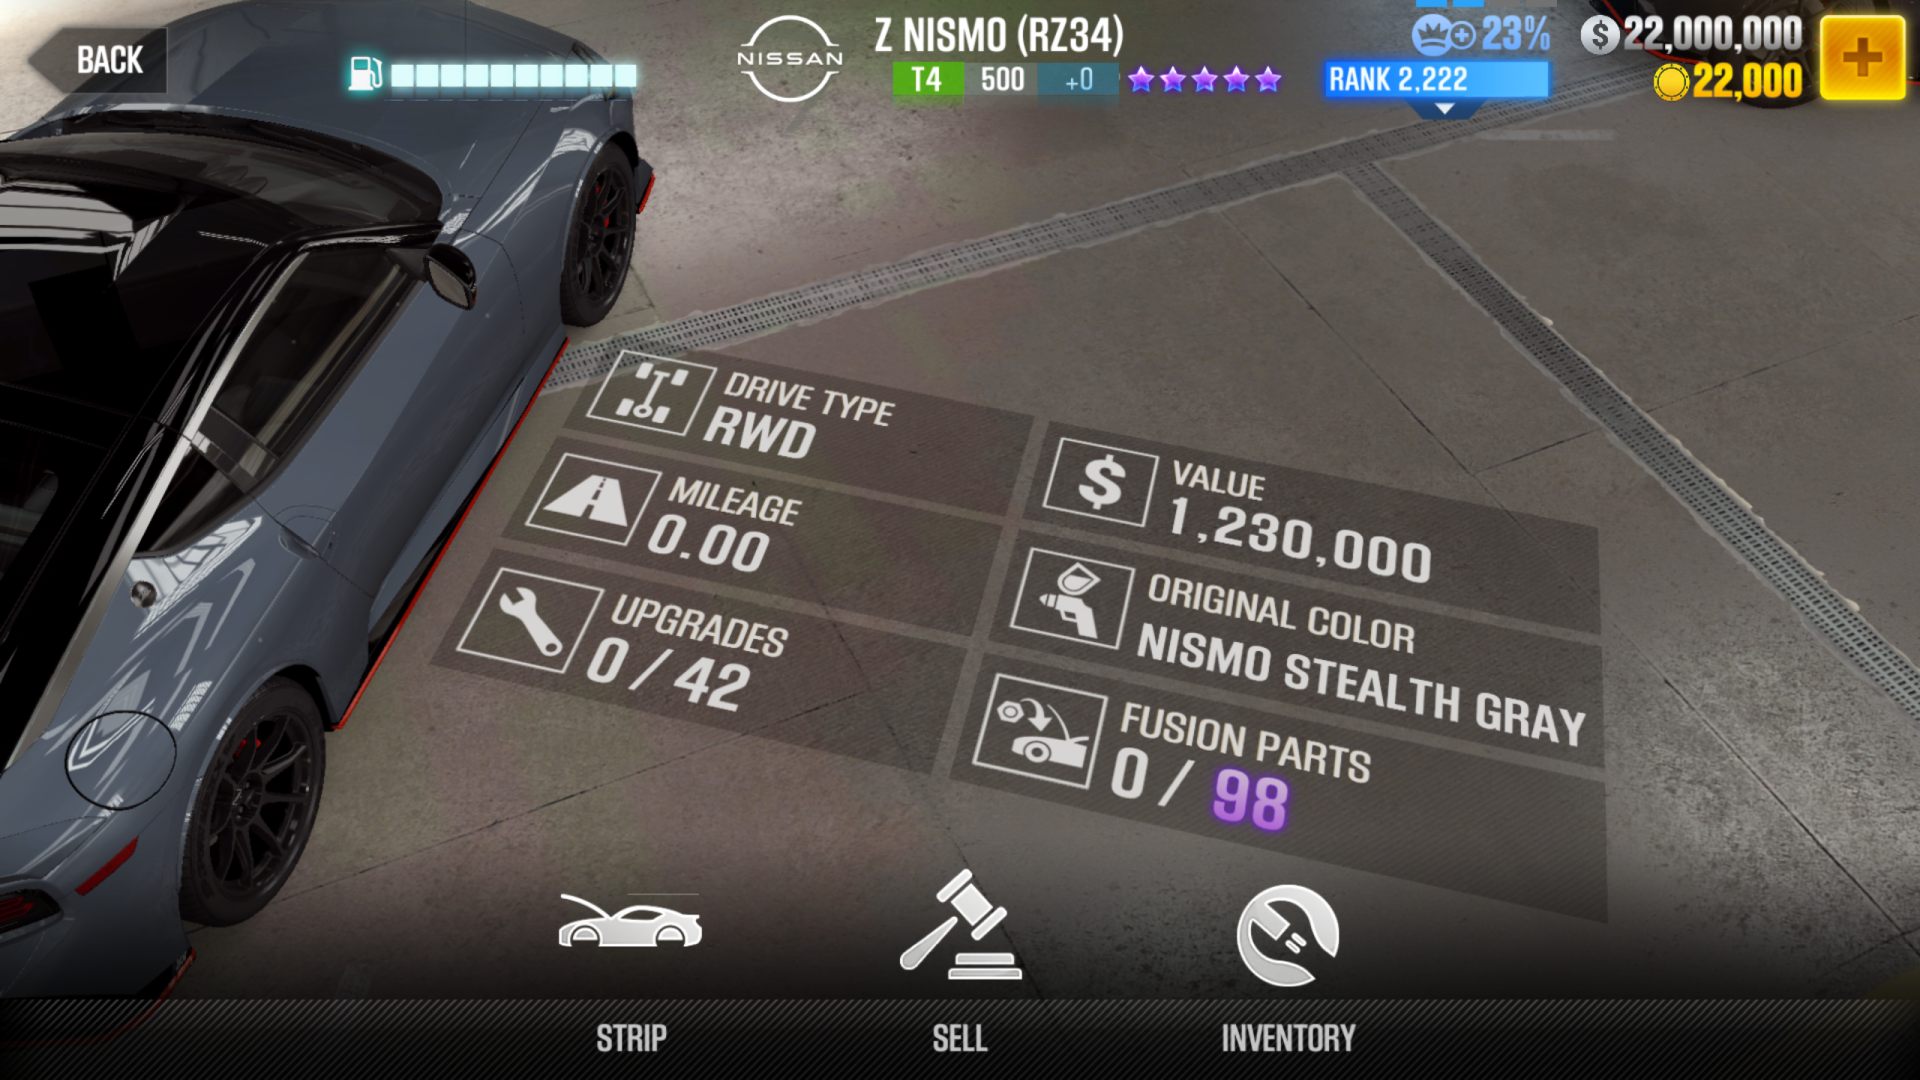 BACK
NISSAN
Z NISMO (RZ34)
T4 500 +0
23%
RANK 2,222
22,000,000
22,000
DRIVE TYPE
RWD
MILEAGE
0.00
UPGRADES
0 / 42
VALUE
1,230,000
ORIGINAL COLOR
NISMO STEALTH GRAY
FUSION PARTS
0 / 98
STRIP
SELL
INVENTORY